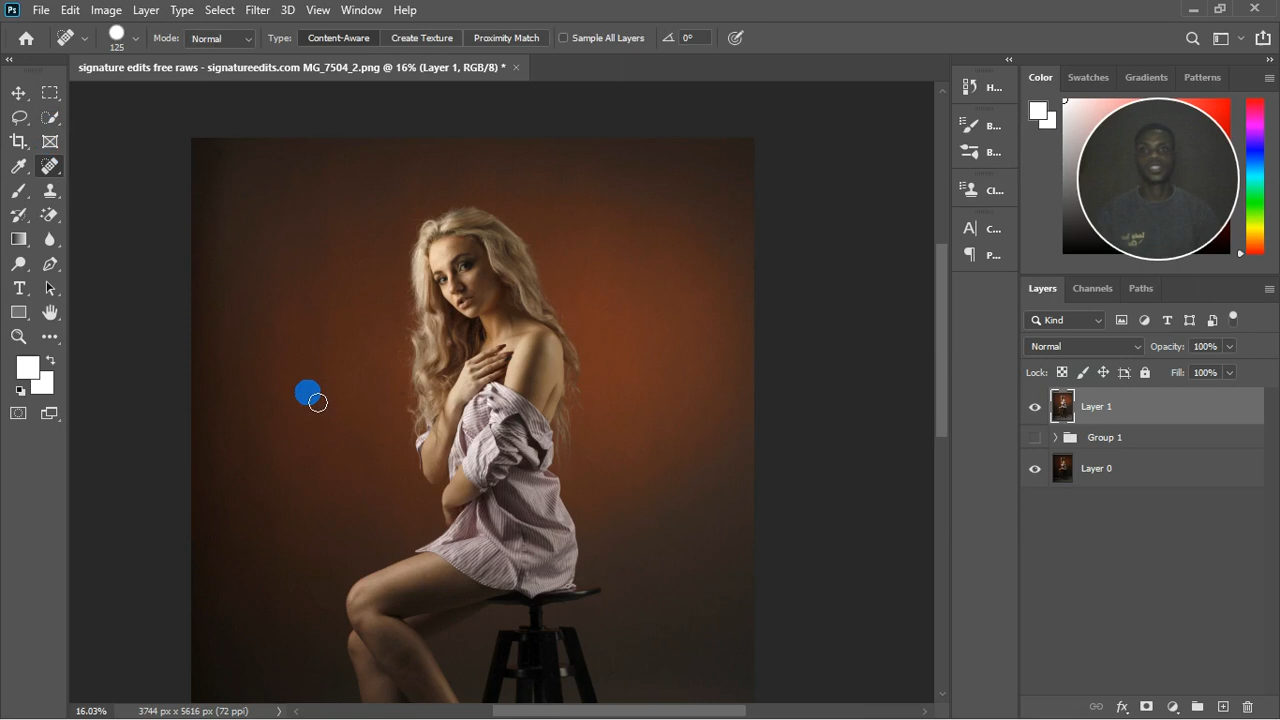 Ps File Edit Image Layer Type Select Filter 3D View Window Help
125 Mode: Normal Type: Content-Aware Create Texture Proximity Match Sample All Layers 0°
signature edits free raws - signatureedits.com MG_7504_2.png @ 16% (Layer 1, RGB/8) *
H...
B...
B...
Cl...
C...
P...
Color Swatches Gradients Patterns
Layers Channels Paths
Kind
Normal Opacity: 100%
Lock: Fill: 100%
Layer 1
Group 1
Layer 0
16.03% 3744 px x 5616 px (72 ppi)